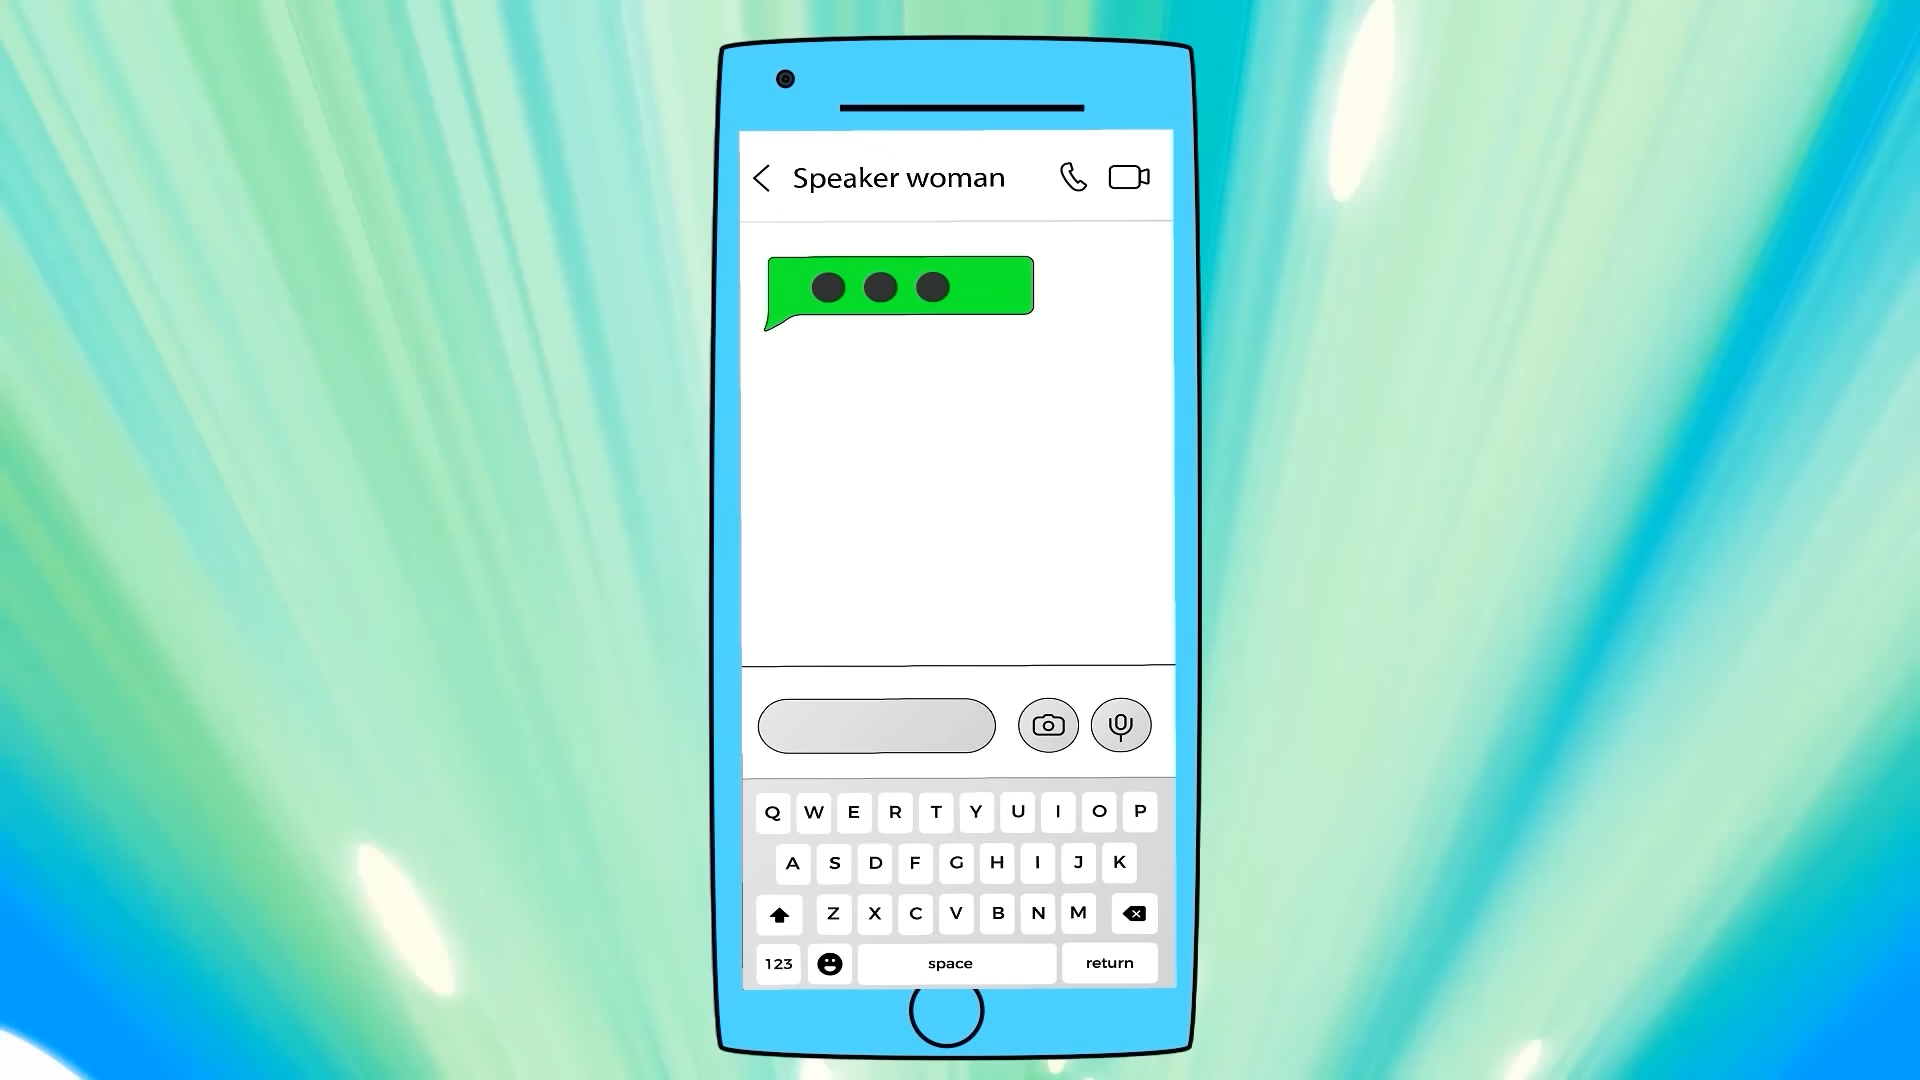 Speaker woman
Q W E R T Y U I O P
A S D F G H I J K
Z X C V B N M
123 space return